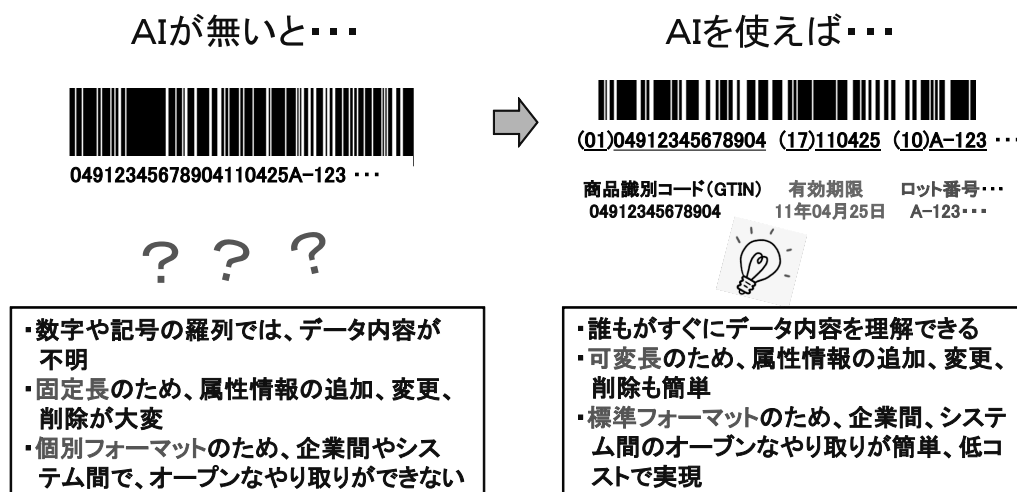 AIが無いと・・・
04912345678904110425A-123 ・・・
? ? ?
・数字や記号の羅列では、データ内容が
不明
・固定長のため、属性情報の追加、変更、
削除が大変
・個別フォーマットのため、企業間やシス
テム間で、オープンなやり取りができない
AIを使えば・・・
(01)04912345678904 (17)110425 (10)A-123 ・・・
商品識別コード(GTIN) 有効期限 ロット番号・・・
04912345678904 11年04月25日 A-123・・・
・誰もがすぐにデータ内容を理解できる
・可変長のため、属性情報の追加、変更、
削除も簡単
・標準フォーマットのため、企業間、システ
ム間のオープンなやり取りが簡単、低コ
ストで実現